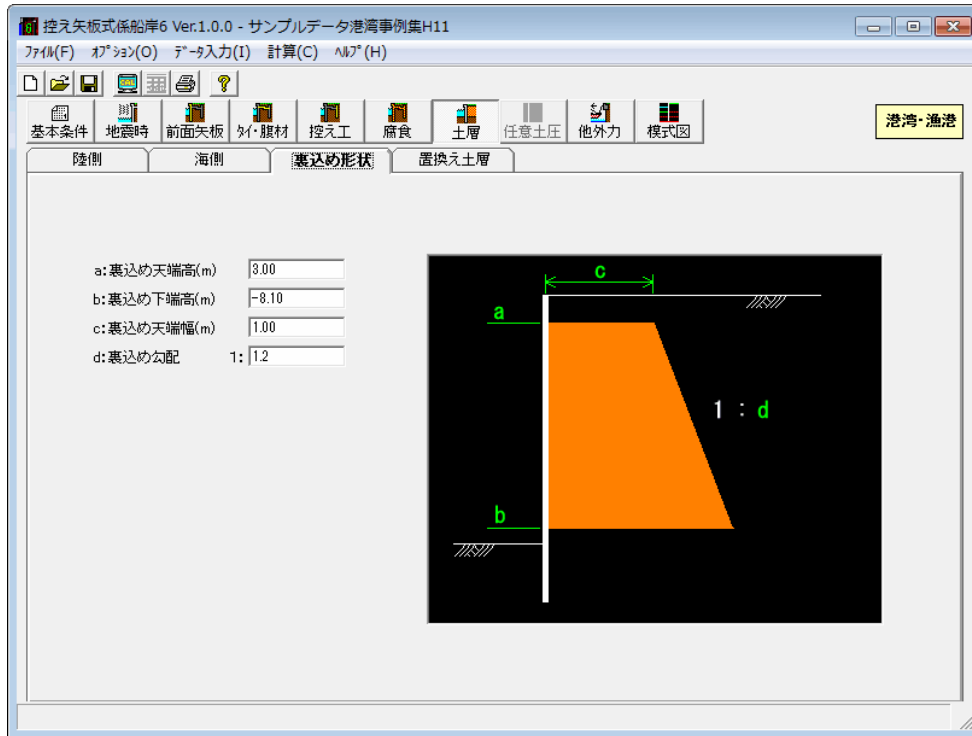 控え矢板式係船岸6 Ver.1.0.0 - サンプルデータ港湾事例集H11
ﾌｧｲﾙ(F) ｵﾌﾟｼｮﾝ(O) ﾃﾞｰﾀ入力(I) 計算(C) ﾍﾙﾌﾟ(H)
基本条件 地震時 前面矢板 ﾀｲ・腹材 控え工 腐食 土層 任意土圧 他外力 模式図
港湾・漁港
陸側 海側 裏込め形状 置換え土層
a:裏込め天端高(m) 3.00
b:裏込め下端高(m) -8.10
c:裏込め天端幅(m) 1.00
d:裏込め勾配 1: 1.2
c
a
1 : d
b